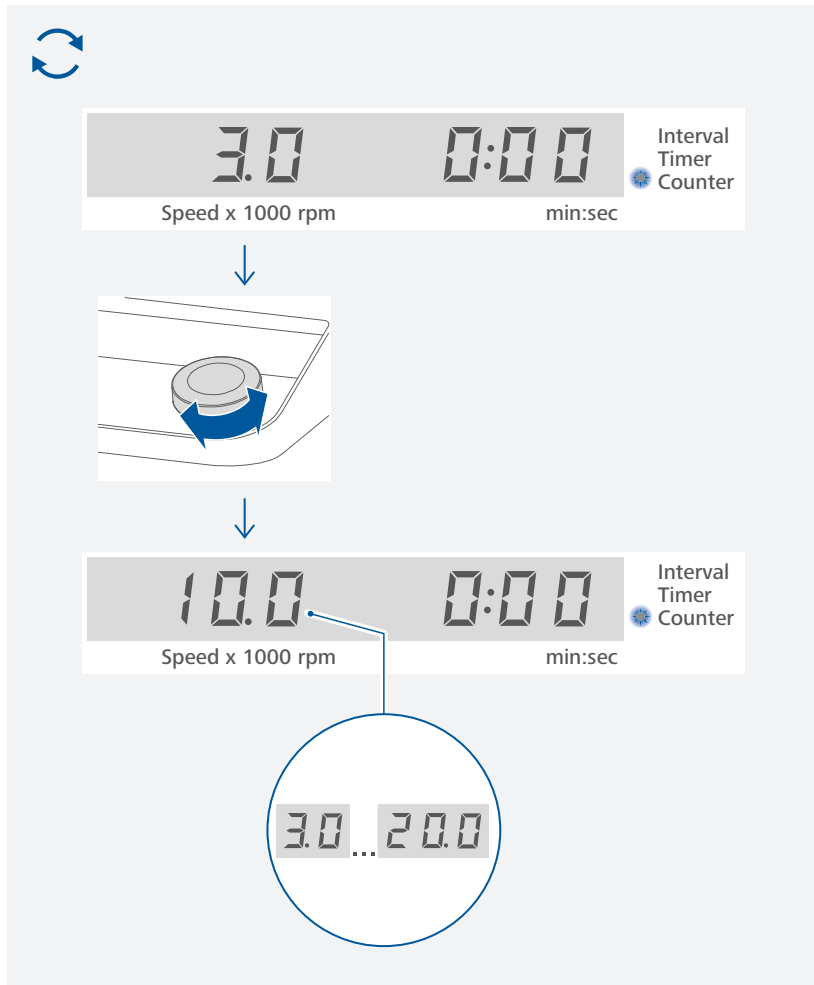 3.0 0:00
Interval
Timer
Counter
Speed x 1000 rpm min:sec
10.0 0:00
Interval
Timer
Counter
Speed x 1000 rpm min:sec
3.0 ... 20.0